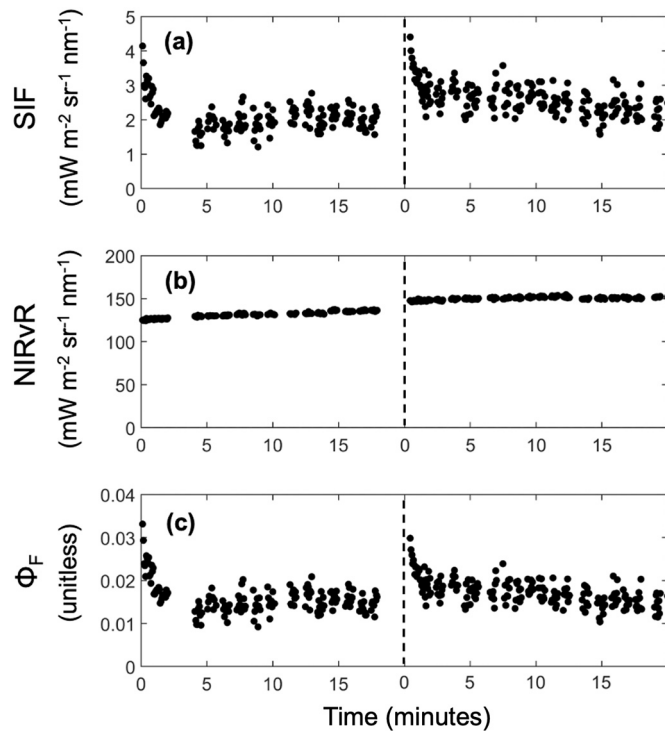 5
4
3
2
1
0
(a)
SIF
(mW m-2 sr-1 nm-1)
0 5 10 15 0 5 10 15
200
150
100
50
0
(b)
NIRvR
(mW m-2 sr-1 nm-1)
0 5 10 15 0 5 10 15
0.04
0.03
0.02
0.01
0
(c)
ΦF
(unitless)
0 5 10 15 0 5 10 15
Time (minutes)